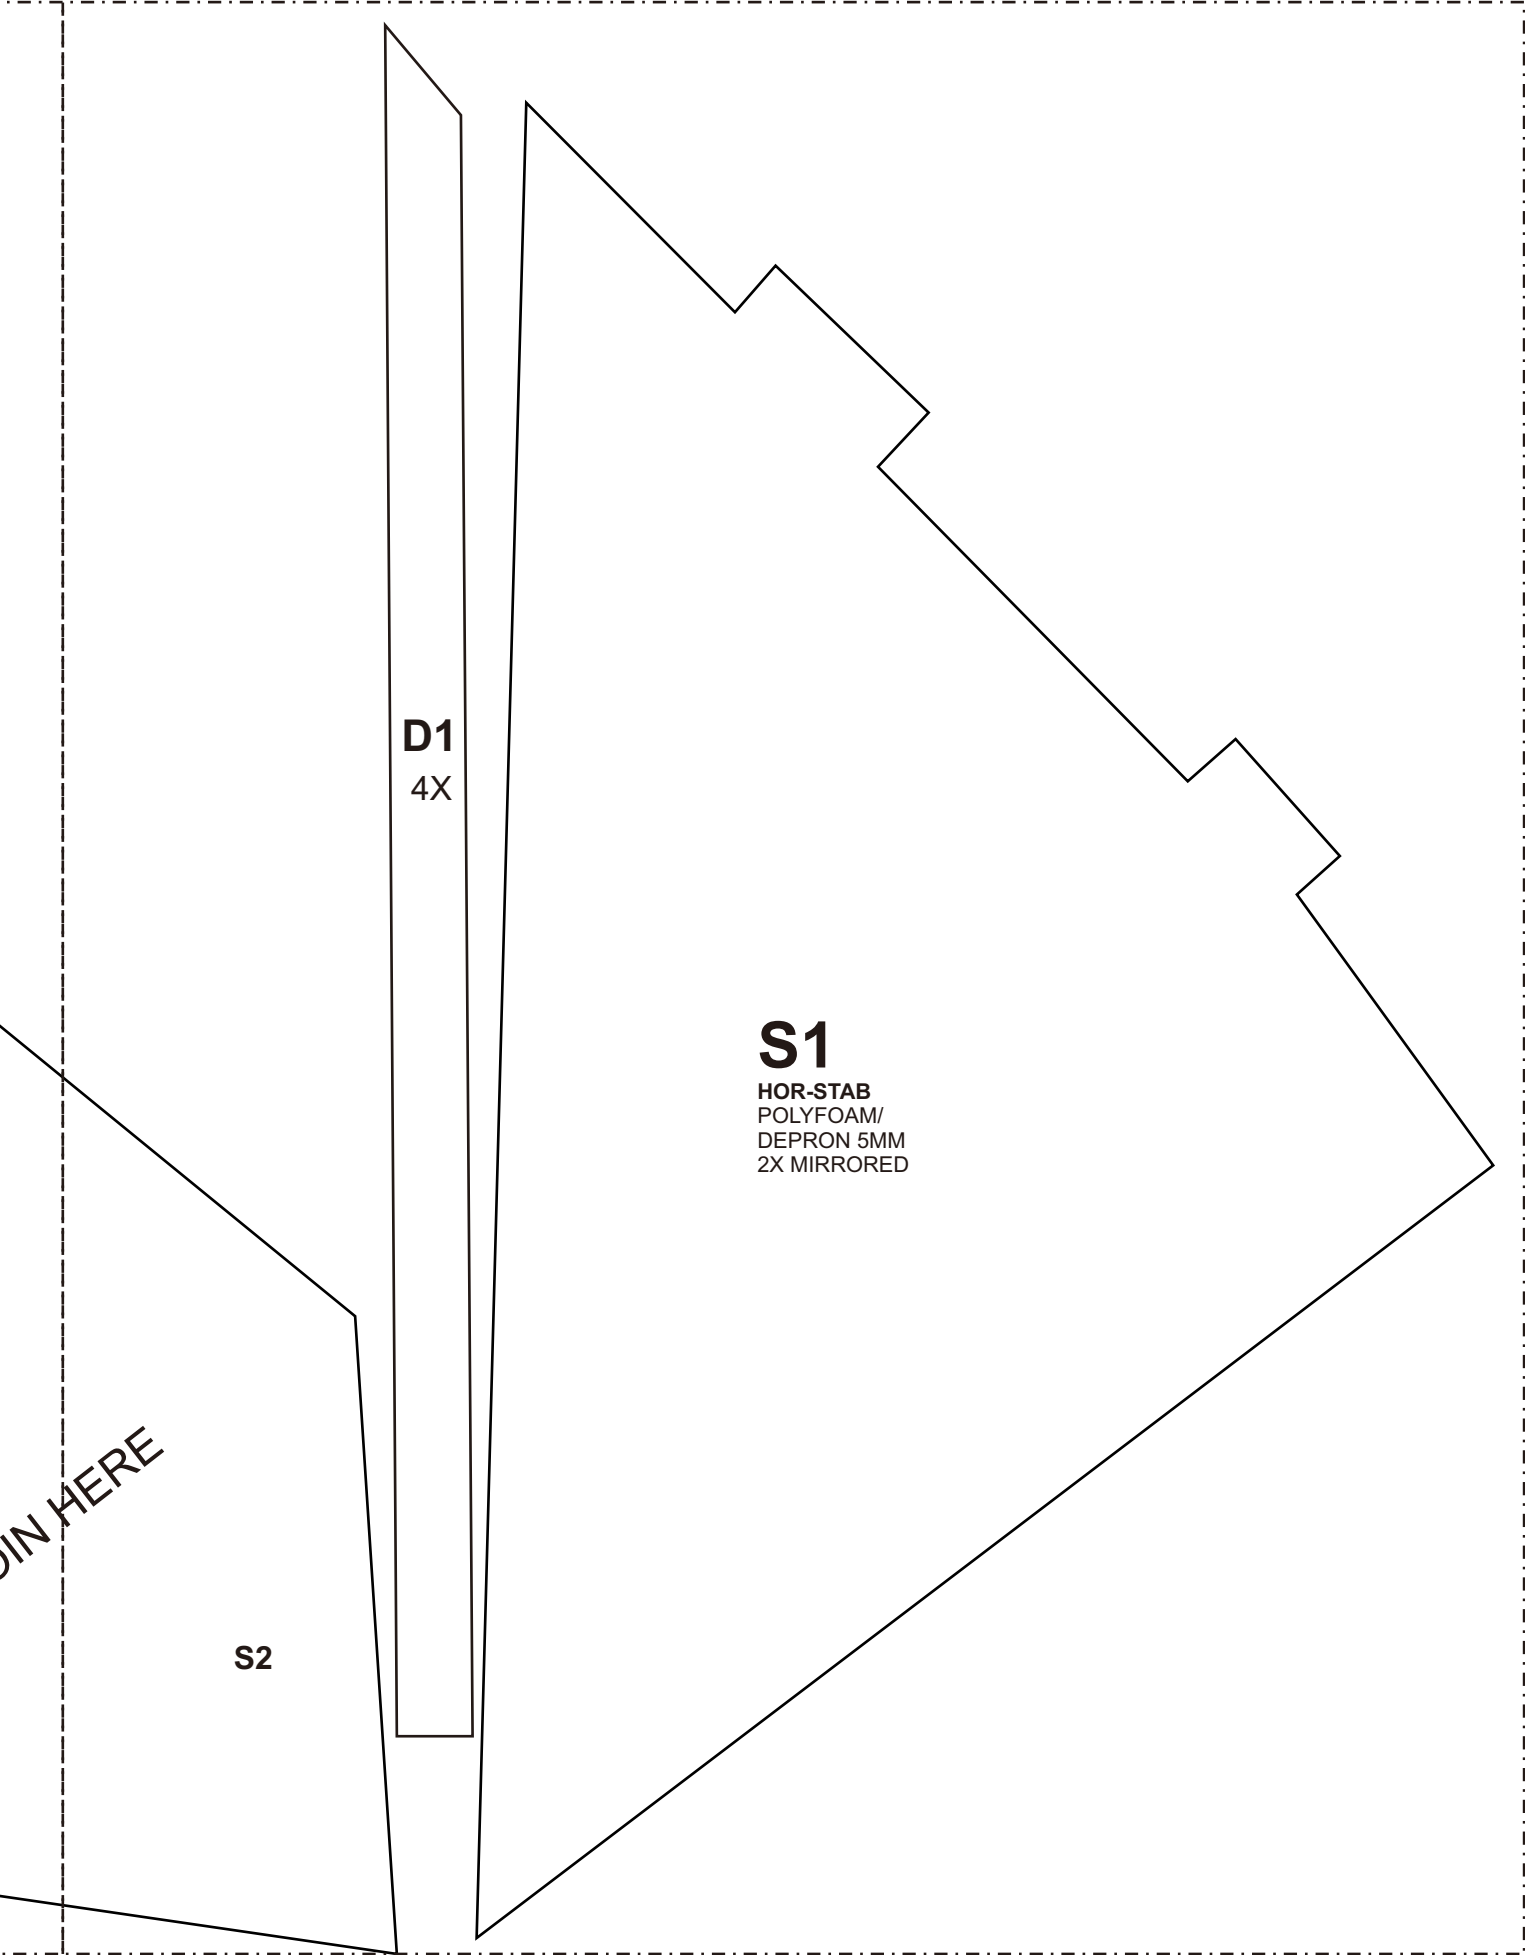 D1
4X
S1
HOR-STAB
POLYFOAM/
DEPRON 5MM
2X MIRRORED
HERE
S2